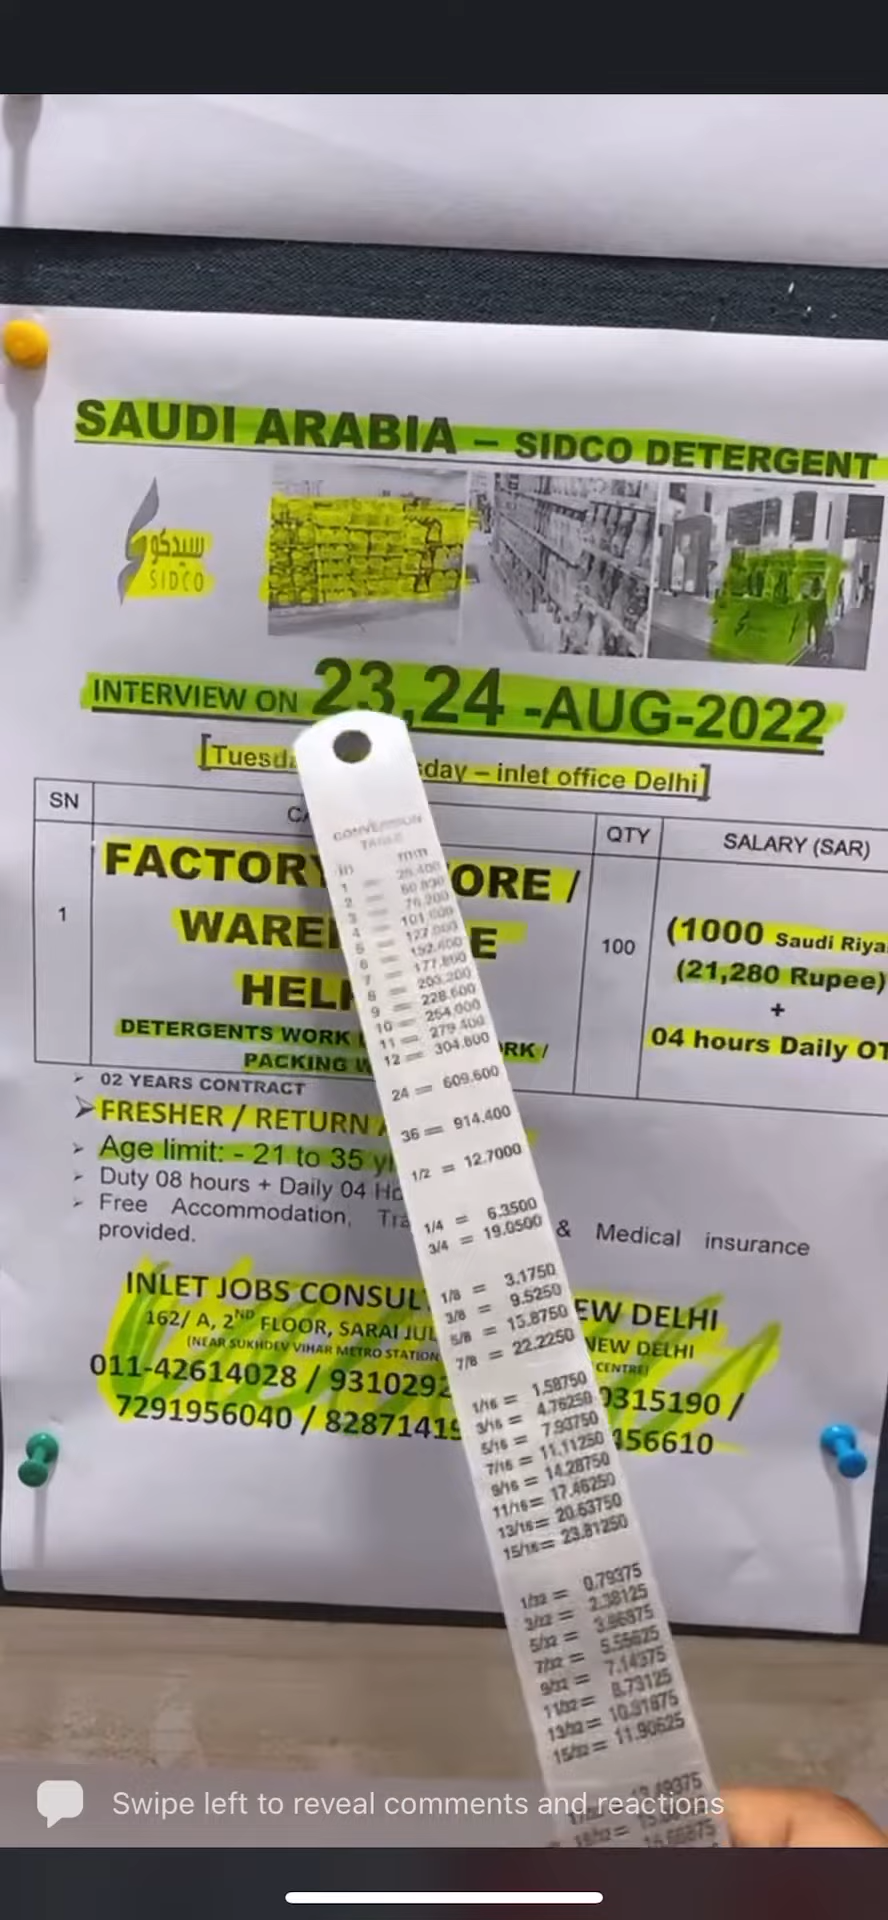 SAUDI ARABIA – SIDCO DETERGENT
سيدكو
SIDCO
INTERVIEW ON 23,24 -AUG-2022
[Tuesd day – inlet office Delhi]
SN QTY SALARY (SAR)
1 FACTORY ORE /
WARE E
HEL
DETERGENTS WORK RK /
PACKING
100
(1000 Saudi Riya
(21,280 Rupee)
+
04 hours Daily OT
➢ 02 YEARS CONTRACT
➢ FRESHER / RETURN
➢ Age limit: - 21 to 35 y
➢ Duty 08 hours + Daily 04 H
➢ Free Accommodation, Tra & Medical insurance
provided.
INLET JOBS CONSUL EW DELHI
162/ A, 2ND FLOOR, SARAI JUL NEW DELHI
(NEAR SUKHDEV VIHAR METRO STATION CENTRE)
011-42614028 / 9310292 0315190 /
7291956040 / 8287141 456610
CONVERSION
TABLE
in mm
1 = 25.400
2 = 50.800
3 = 76.200
4 = 101.600
5 = 127.000
6 = 152.400
7 = 177.800
8 = 203.200
9 = 228.600
10 = 254.000
11 = 279.400
12 = 304.800
24 = 609.600
36 = 914.400
1/2 = 12.7000
1/4 = 6.3500
3/4 = 19.0500
1/8 = 3.1750
3/8 = 9.5250
5/8 = 15.8750
7/8 = 22.2250
1/16 = 1.58750
3/16 = 4.76250
5/16 = 7.93750
7/16 = 11.11250
9/16 = 14.28750
11/16 = 17.46250
13/16 = 20.63750
15/16 = 23.81250
1/32 = 0.79375
3/32 = 2.38125
5/32 = 3.96875
7/32 = 5.55625
9/32 = 7.14375
11/32 = 8.73125
13/32 = 10.31875
15/32 = 11.90625
Swipe left to reveal comments and reactions